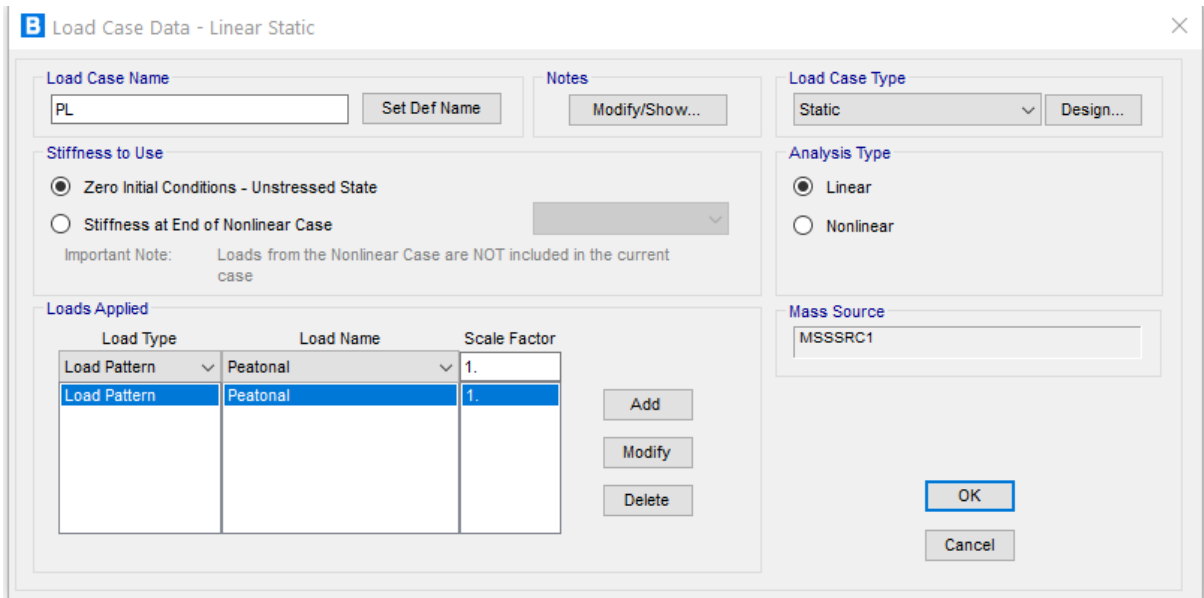 B Load Case Data - Linear Static
Load Case Name
PL
Set Def Name
Notes
Modify/Show...
Load Case Type
Static
Design...
Stiffness to Use
Zero Initial Conditions - Unstressed State
Stiffness at End of Nonlinear Case
Important Note: Loads from the Nonlinear Case are NOT included in the current
case
Analysis Type
Linear
Nonlinear
Loads Applied
Load Type Load Name Scale Factor
Load Pattern Peatonal 1.
Load Pattern Peatonal 1.
Add
Modify
Delete
Mass Source
MSSSRC1
OK
Cancel